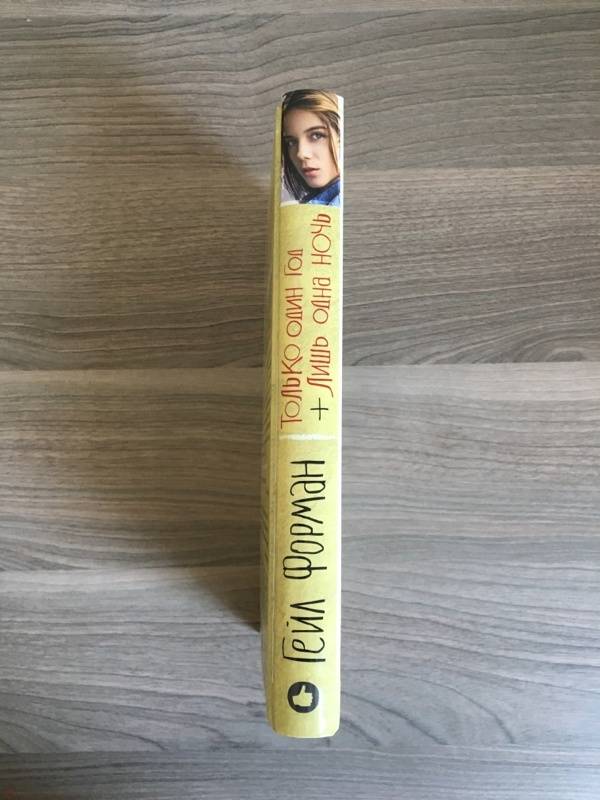 Гейл Форман
Только один год
+ Лишь одна ночь